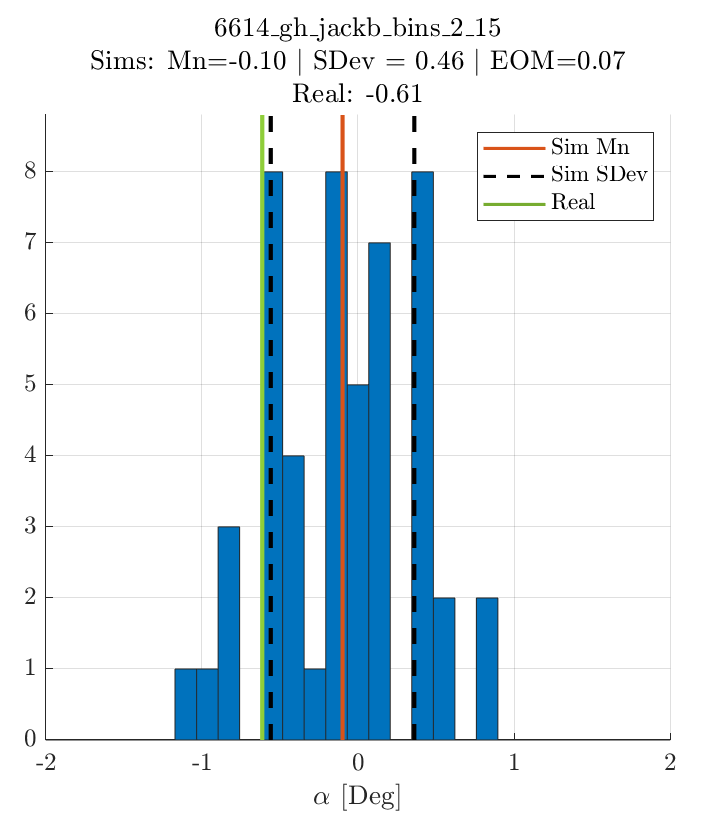 6614_gh_jackb_bins_2_15
Sims: Mn=-0.10 | SDev = 0.46 | EOM=0.07
Real: -0.61
Sim Mn
Sim SDev
Real
8
7
6
5
4
3
2
1
0
-2 -1 0 1 2
α [Deg]